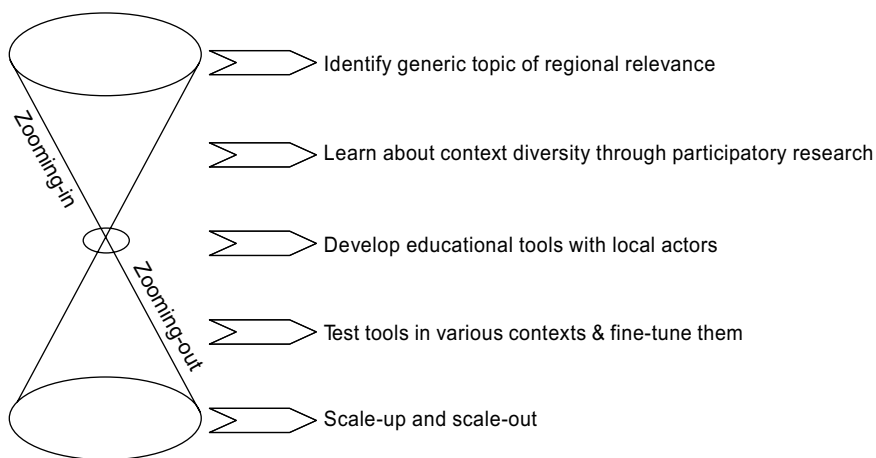 Identify generic topic of regional relevance
Zooming-in
Learn about context diversity through participatory research
Develop educational tools with local actors
Zooming-out
Test tools in various contexts & fine-tune them
Scale-up and scale-out